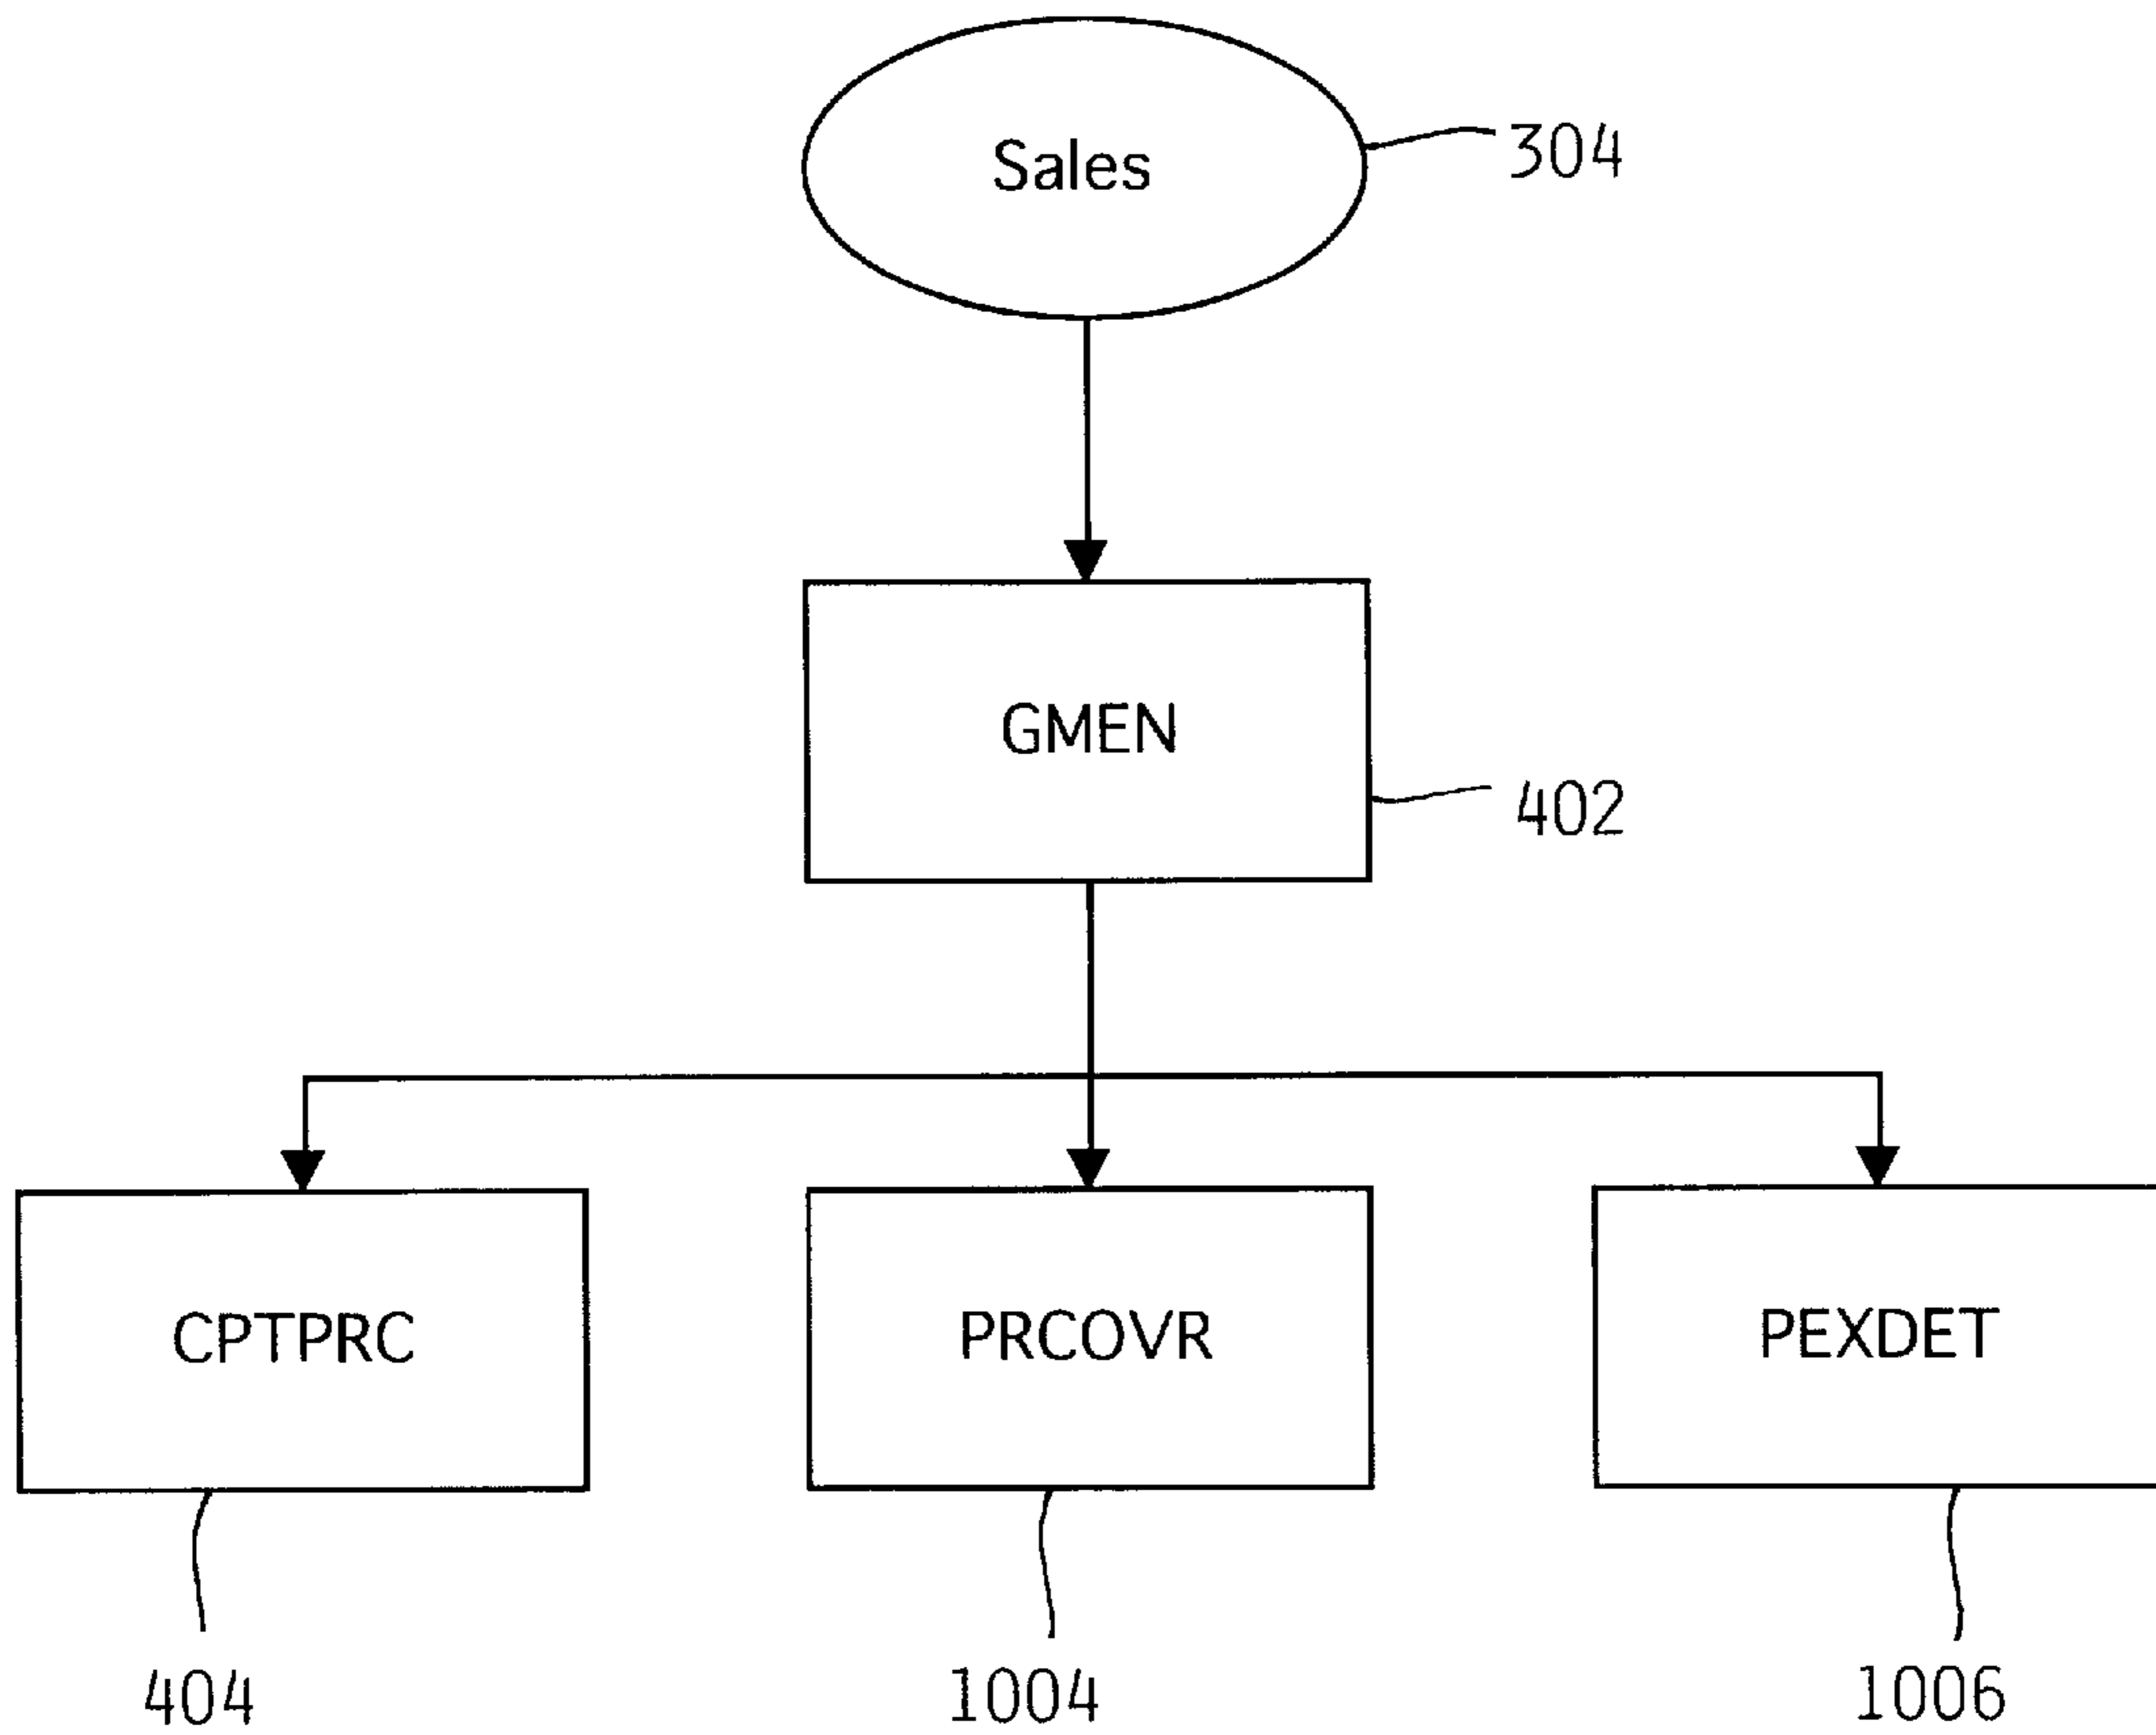 Sales
304
GMEN
402
CPTPRC
PRCOVR
PEXDET
404
1004
1006